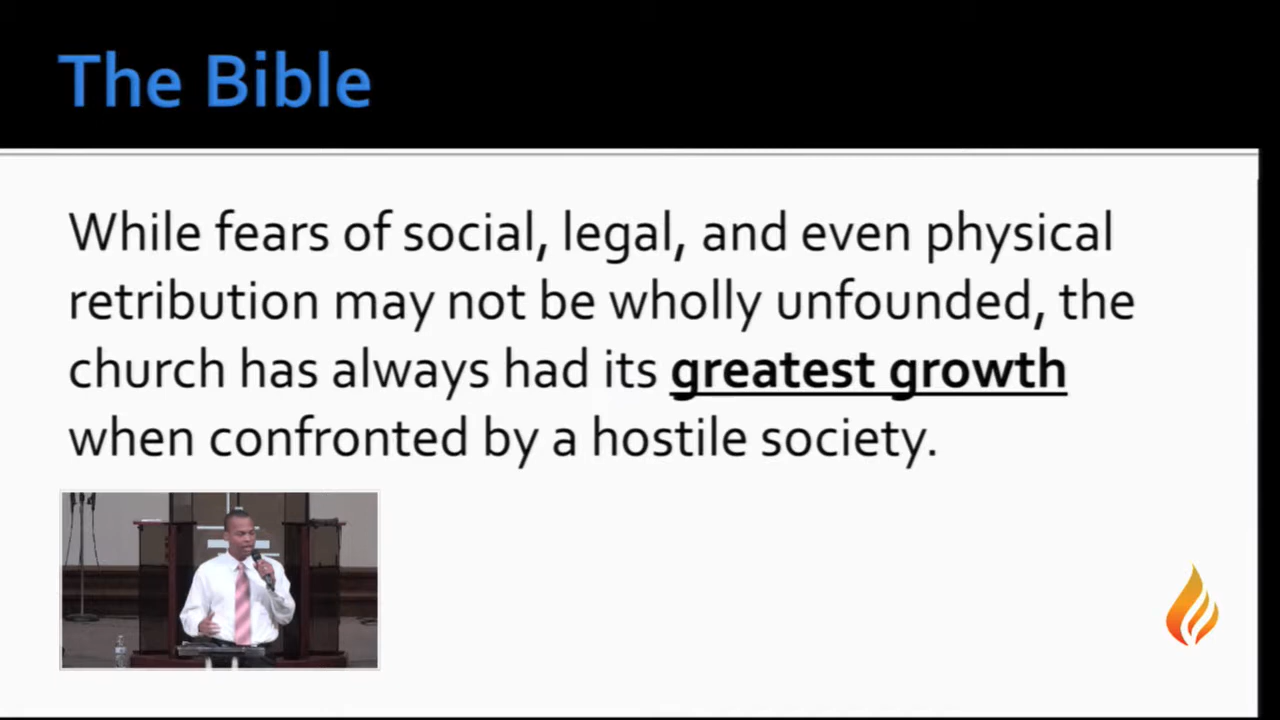 The Bible
While fears of social, legal, and even physical
retribution may not be wholly unfounded, the
church has always had its greatest growth
when confronted by a hostile society.